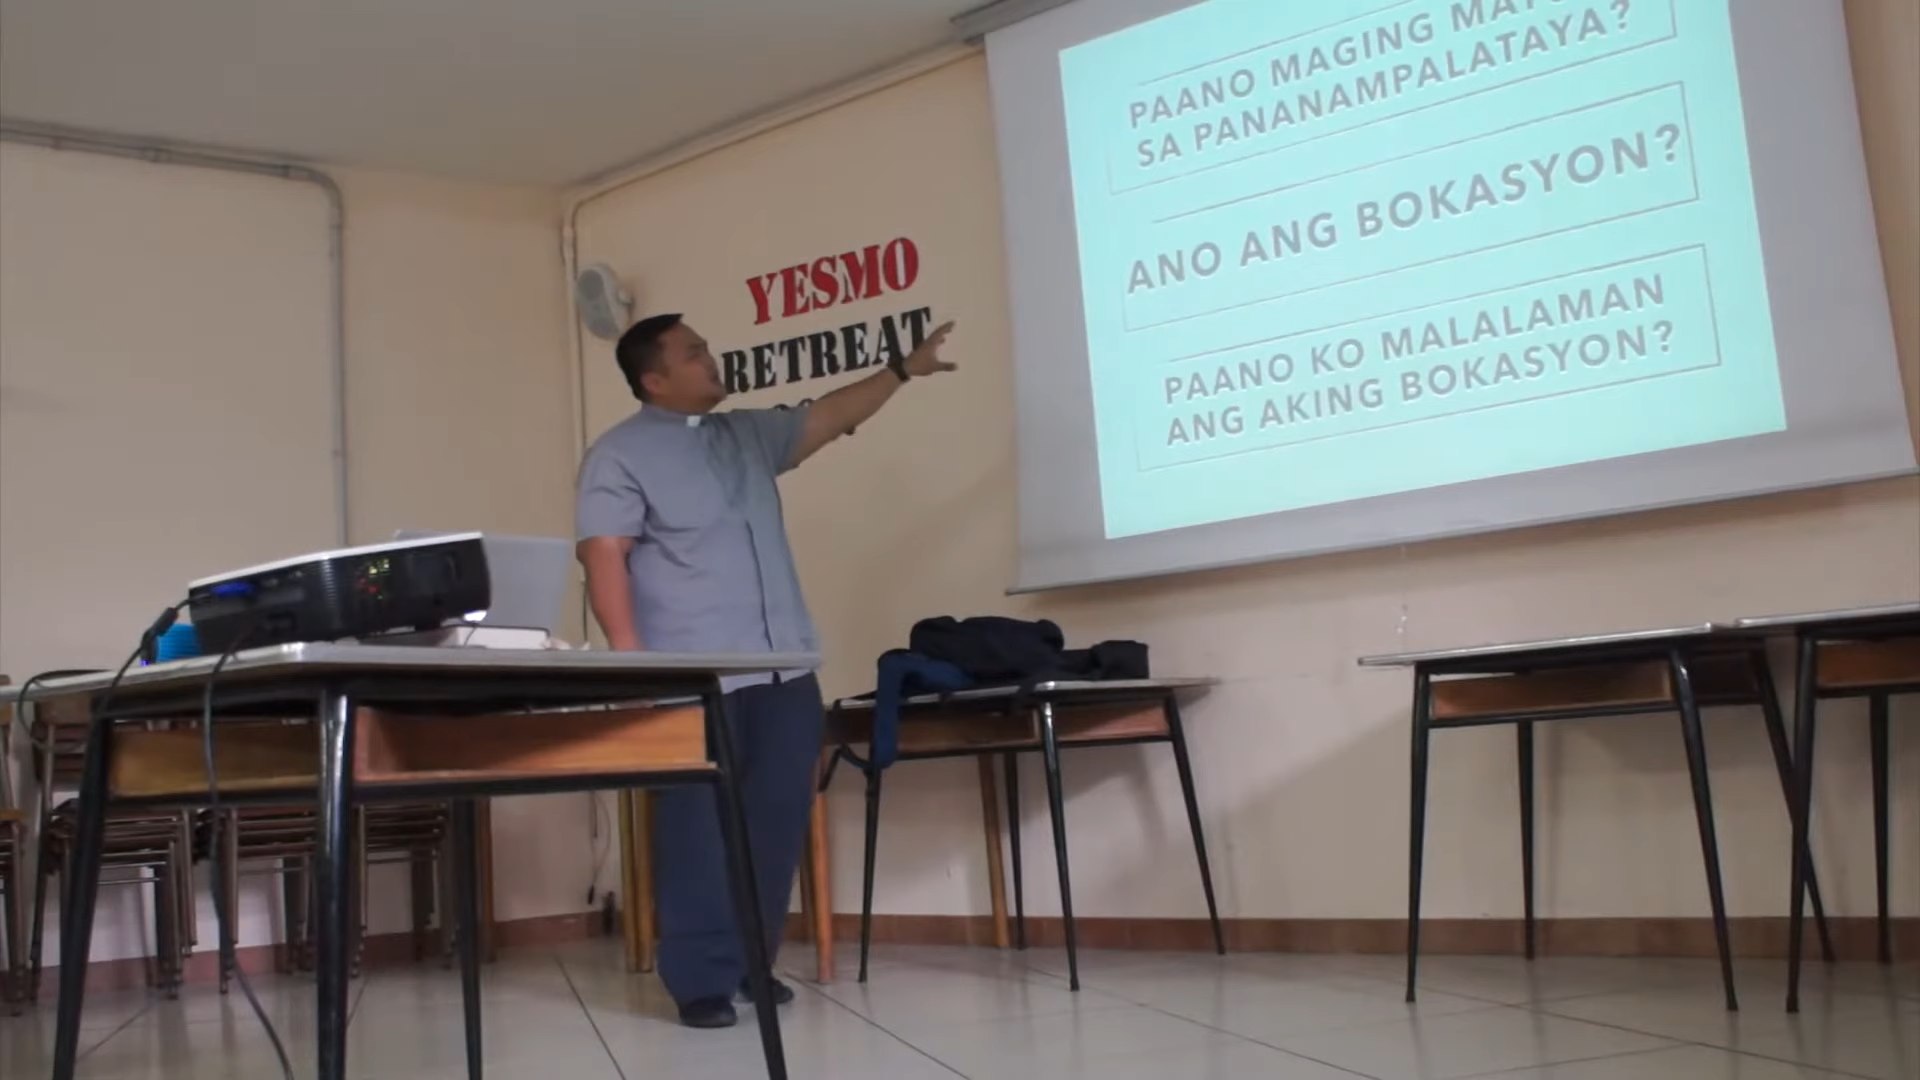 YESMO
RETREAT
PAANO MAGING
SA PANANAMPALATAYA?
ANO ANG BOKASYON?
PAANO KO MALALAMAN
ANG AKING BOKASYON?